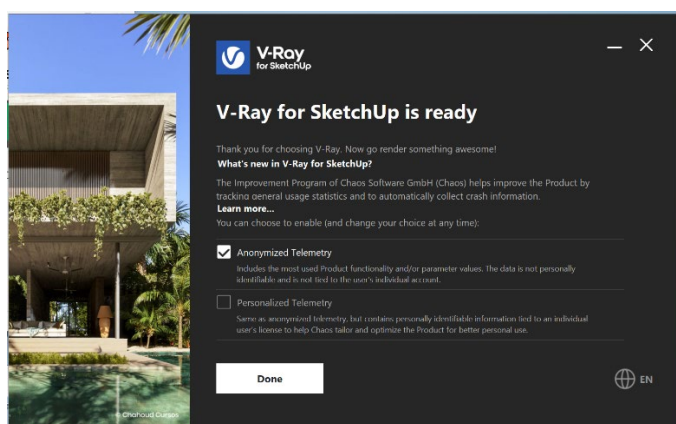 V-Ray
for SketchUp
V-Ray for SketchUp is ready
Thank you for choosing V-Ray. Now go render something awesome!
What's new in V-Ray for SketchUp?
The Improvement Program of Chaos Software GmbH (Chaos) helps improve the Product by
tracking general usage statistics and to automatically collect crash information.
Learn more...
You can choose to enable (and change your choice at any time):
Anonymized Telemetry
Includes the most used Product functionality and/or parameter values. The data is not personally
identifiable and is not tied to the user's individual account.
Personalized Telemetry
Same as anonymized telemetry, but contains personally identifiable information tied to an individual
user's license to help Chaos tailor and optimize the Product for better personal use.
Done
EN
© Chahoud Cursos